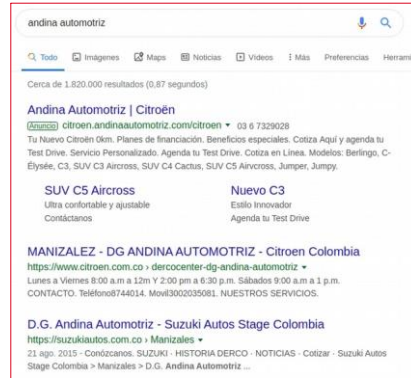 andina automotriz
Todo Imágenes Maps Noticias Vídeos Más Preferencias Herrami
Cerca de 1.820.000 resultados (0,87 segundos)
Andina Automotriz | Citroën
Anuncio citroen.andinaautomotriz.com/citroen 03 6 7329028
Tu Nuevo Citroën 0km. Planes de financiación. Beneficios especiales. Cotiza Aquí y agenda tu
Test Drive. Servicio Personalizado. Agenda tu Test Drive. Cotiza en Línea. Modelos: Berlingo, C-
Élysée, C3, SUV C3 Aircross, SUV C4 Cactus, SUV C5 Airvcross, Jumper, Jumpy.
SUV C5 Aircross
Ultra confortable y ajustable
Contáctanos
Nuevo C3
Estilo Innovador
Agenda tu Test Drive
MANIZALEZ - DG ANDINA AUTOMOTRIZ - Citroen Colombia
https://www.citroen.com.co › dercocenter-dg-andina-automotriz
Lunes a Viernes 8:00 a.m a 12m Y 2:00 pm a 6:30 p.m. Sábados 9:00 a.m a 1 p.m.
CONTACTO. Teléfono8744014. Movil3002035081. NUESTROS SERVICIOS.
D.G. Andina Automotriz - Suzuki Autos Stage Colombia
https://suzukiautos.com.co › Manizales
21 ago. 2015 - Conózcanos. SUZUKI · HISTORIA DERCO · NOTICIAS · Cotizar · Suzuki Autos
Stage Colombia > Manizales > D.G. Andina Automotriz ...